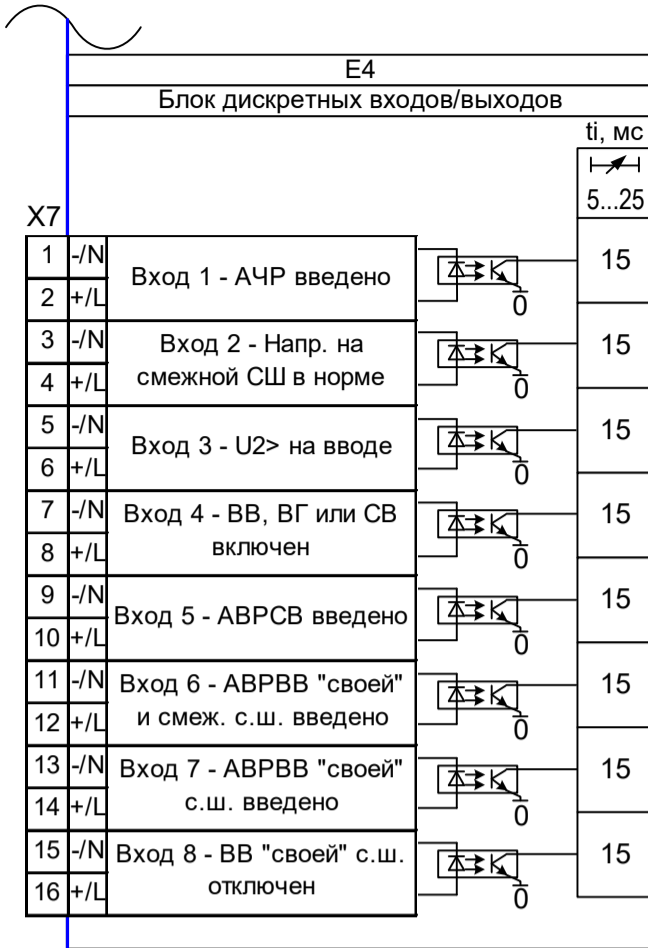 E4
Блок дискретных входов/выходов
ti, мс
5...25
X7
1 -/N
2 +/L
Вход 1 - АЧР введено
0
15
3 -/N
4 +/L
Вход 2 - Напр. на
смежной СШ в норме
0
15
5 -/N
6 +/L
Вход 3 - U2> на вводе
0
15
7 -/N
8 +/L
Вход 4 - ВВ, ВГ или СВ
включен
0
15
9 -/N
10 +/L
Вход 5 - АВРСВ введено
0
15
11 -/N
12 +/L
Вход 6 - АВРВВ "своей"
и смеж. с.ш. введено
0
15
13 -/N
14 +/L
Вход 7 - АВРВВ "своей"
с.ш. введено
0
15
15 -/N
16 +/L
Вход 8 - ВВ "своей" с.ш.
отключен
0
15